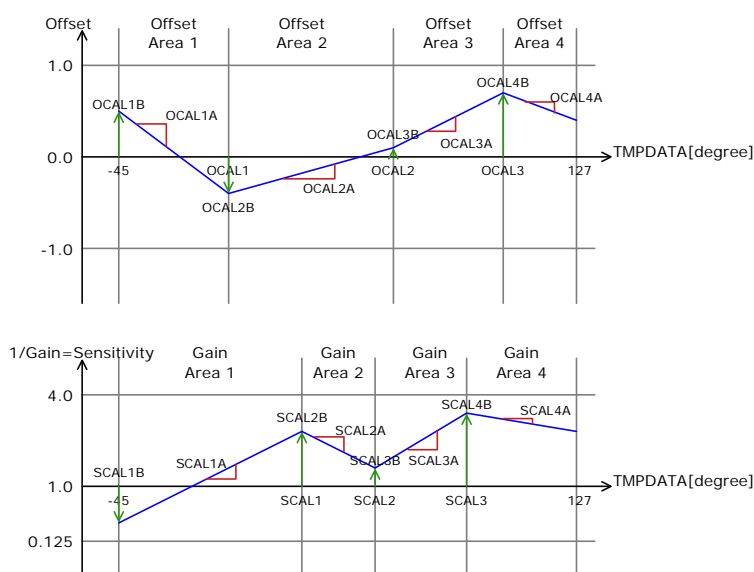 Offset
Offset
Area 1
Offset
Area 2
Offset
Area 3
Offset
Area 4
1.0
OCAL1B
OCAL1A
OCAL4B
OCAL4A
OCAL3B
OCAL3A
0.0
-45
OCAL1
OCAL2
OCAL3
127
TMPDATA[degree]
OCAL2A
OCAL2B
-1.0
1/Gain=Sensitivity
Gain
Area 1
Gain
Area 2
Gain
Area 3
Gain
Area 4
4.0
SCAL2B
SCAL4B
SCAL4A
SCAL2A
SCAL1B
SCAL1A
SCAL3B
SCAL3A
1.0
-45
SCAL1
SCAL2
SCAL3
127
TMPDATA[degree]
0.125